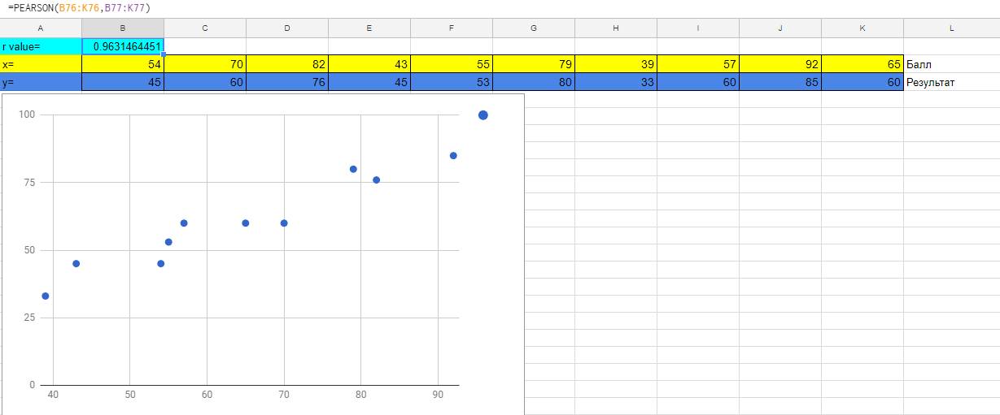 =PEARSON(B76:K76,B77:K77)
A B C D E F G H I J K L
r value= 0.9631464451
x= 54 70 82 43 55 79 39 57 92 65 Балл
y= 45 60 76 45 53 80 33 60 85 60 Результат
100
75
50
25
0
40 50 60 70 80 90